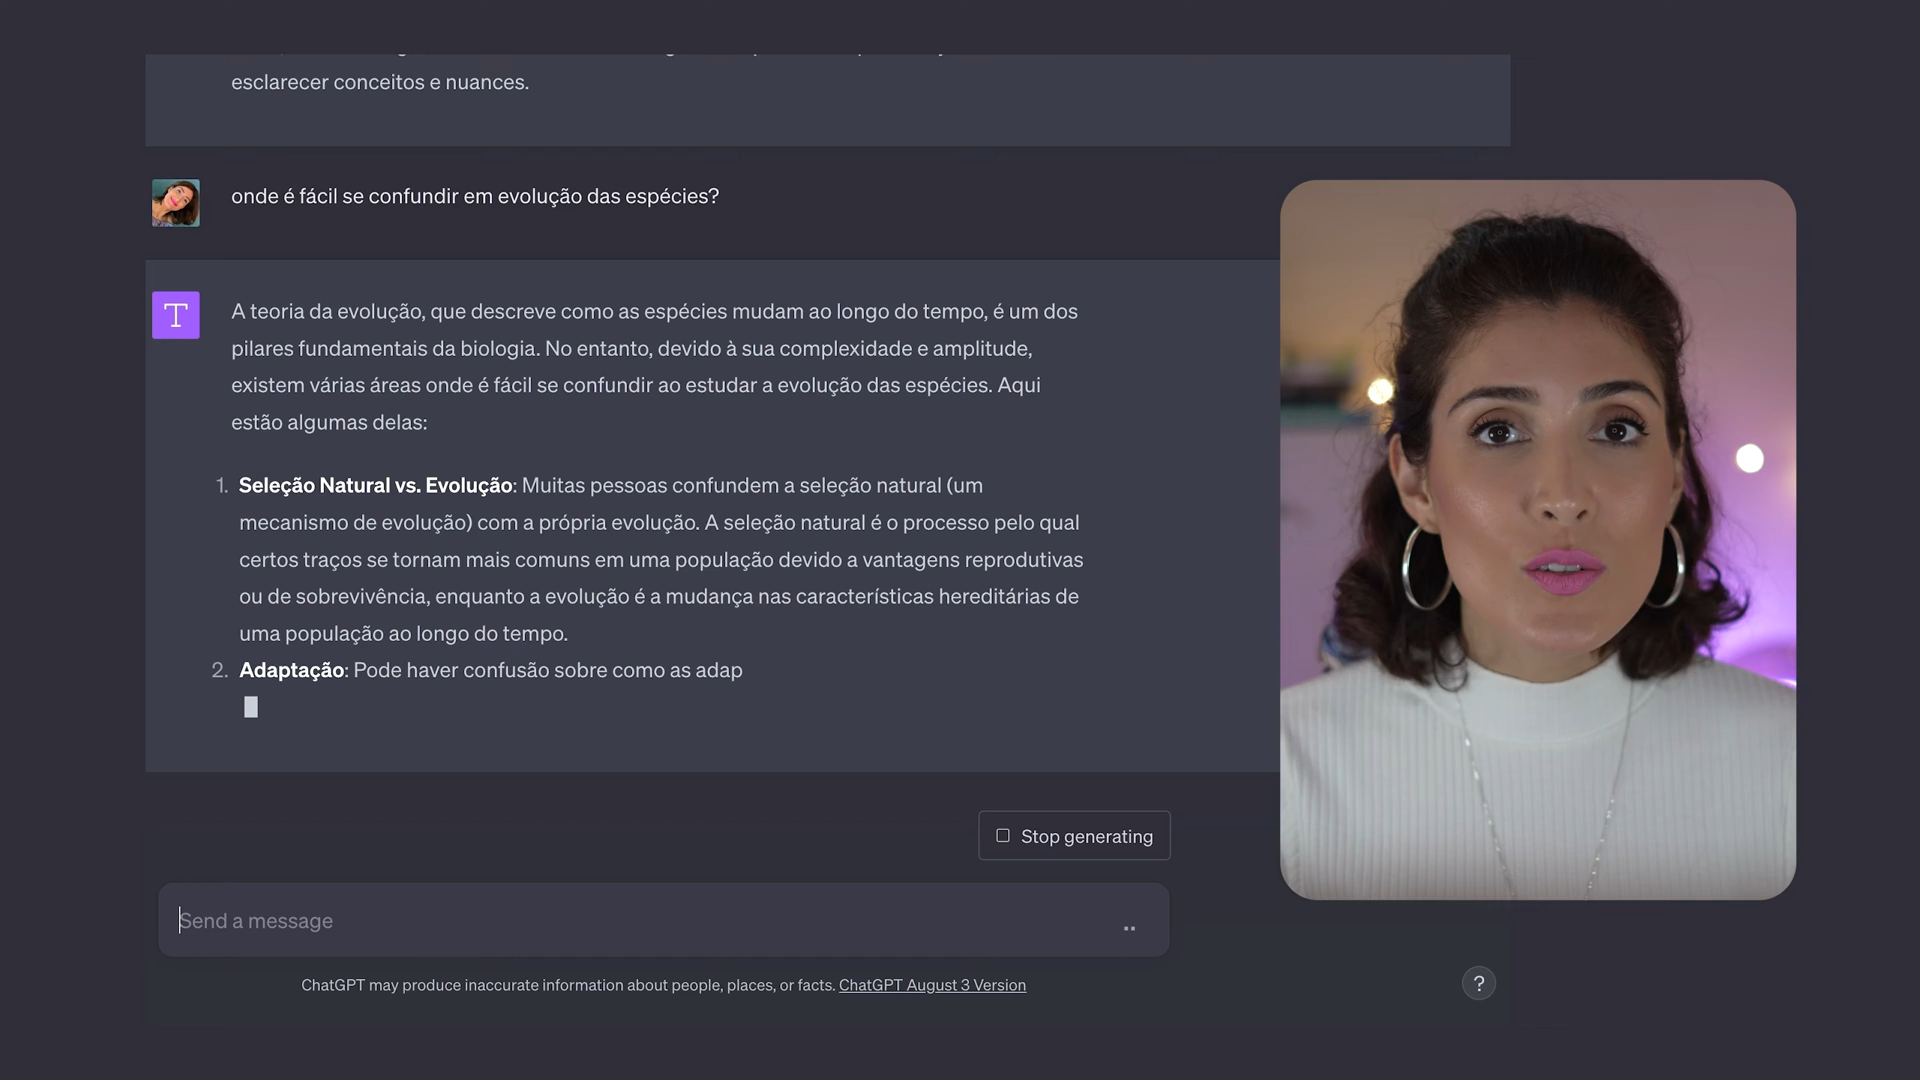 esclarecer conceitos e nuances.
onde é fácil se confundir em evolução das espécies?
T
A teoria da evolução, que descreve como as espécies mudam ao longo do tempo, é um dos
pilares fundamentais da biologia. No entanto, devido à sua complexidade e amplitude,
existem várias áreas onde é fácil se confundir ao estudar a evolução das espécies. Aqui
estão algumas delas:
1. Seleção Natural vs. Evolução: Muitas pessoas confundem a seleção natural (um
mecanismo de evolução) com a própria evolução. A seleção natural é o processo pelo qual
certos traços se tornam mais comuns em uma população devido a vantagens reprodutivas
ou de sobrevivência, enquanto a evolução é a mudança nas características hereditárias de
uma população ao longo do tempo.
2. Adaptação: Pode haver confusão sobre como as adap
Stop generating
Send a message
ChatGPT may produce inaccurate information about people, places, or facts. ChatGPT August 3 Version
?